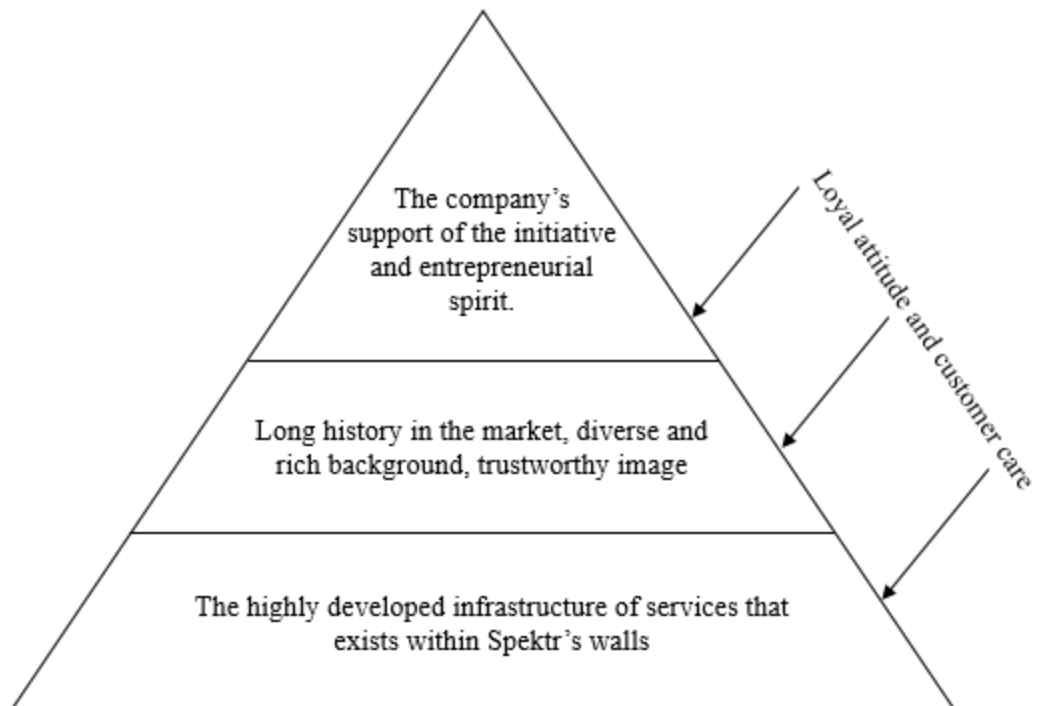 The company’s
support of the initiative
and entrepreneurial
spirit.
Long history in the market, diverse and
rich background, trustworthy image
The highly developed infrastructure of services that
exists within Spektr’s walls
Loyal attitude and customer care